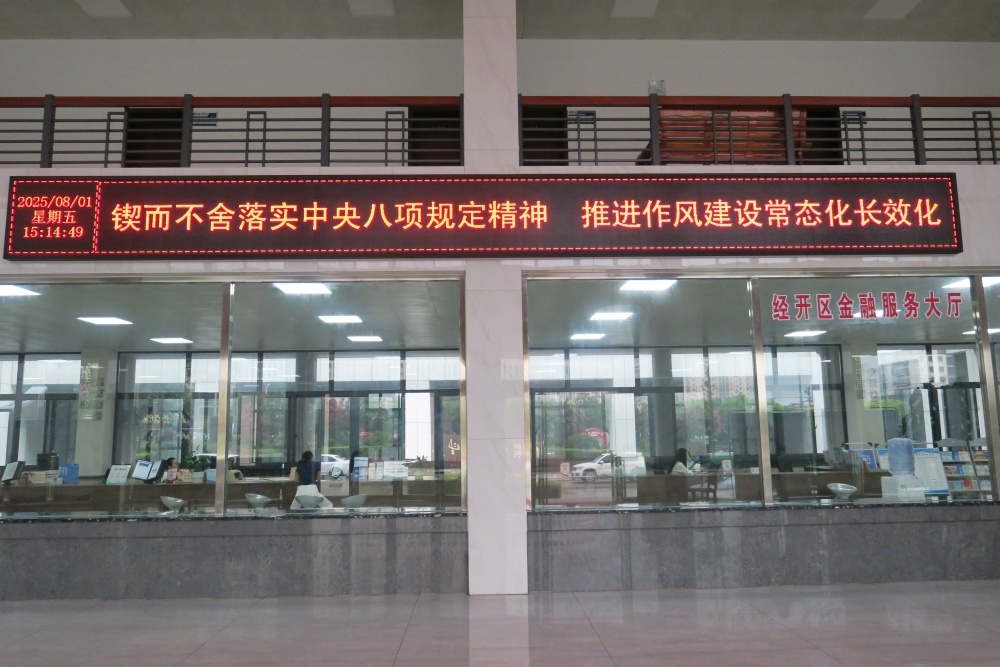 2025/08/01
星期五
15:14:49
锲而不舍落实中央八项规定精神 推进作风建设常态化长效化
经开区金融服务大厅